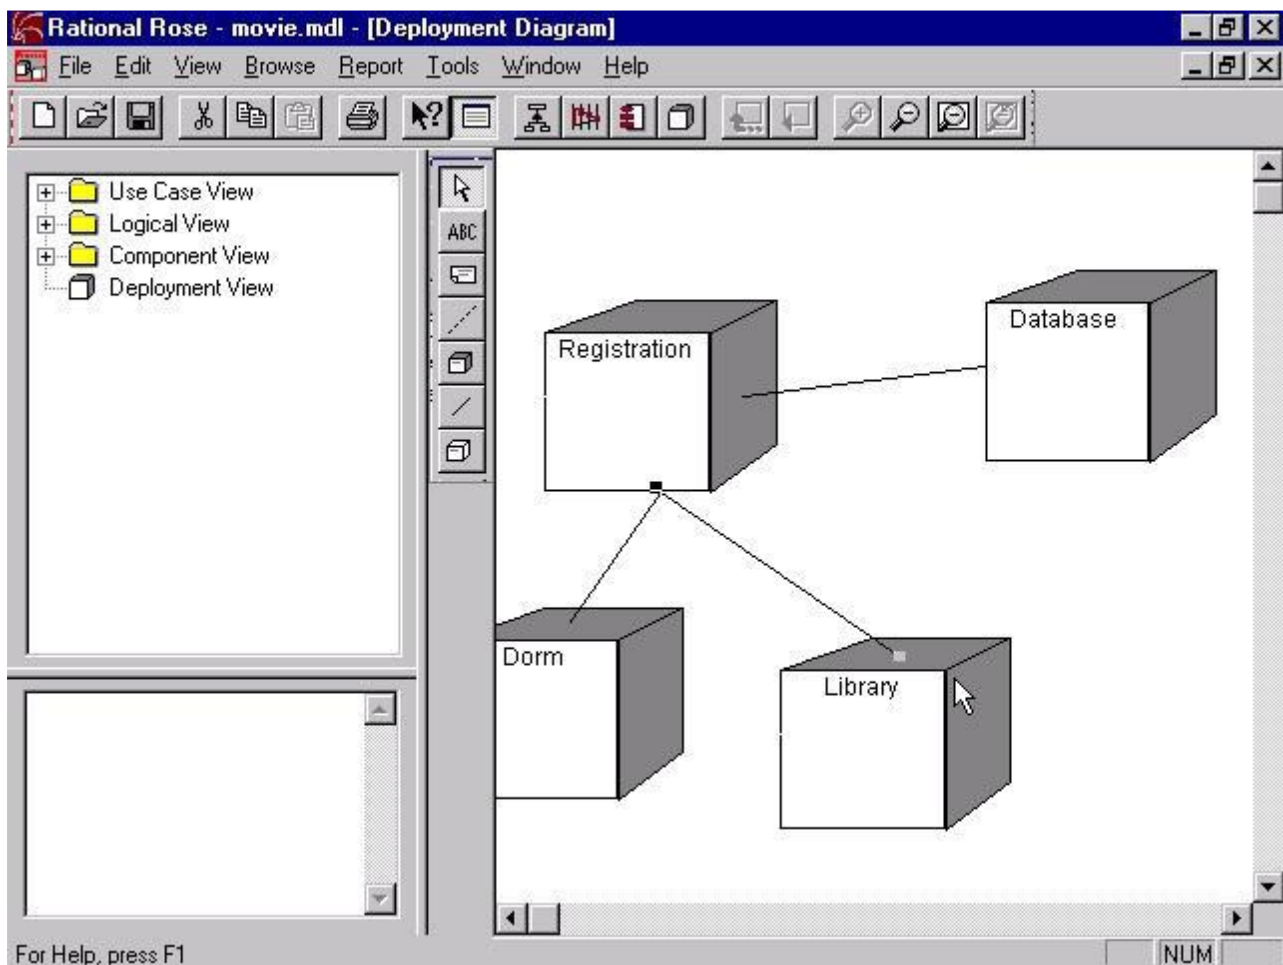 Rational Rose - movie.mdl - [Deployment Diagram]
File Edit View Browse Report Tools Window Help
Use Case View
Logical View
Component View
Deployment View
ABC
Registration
Database
Dorm
Library
For Help, press F1
NUM